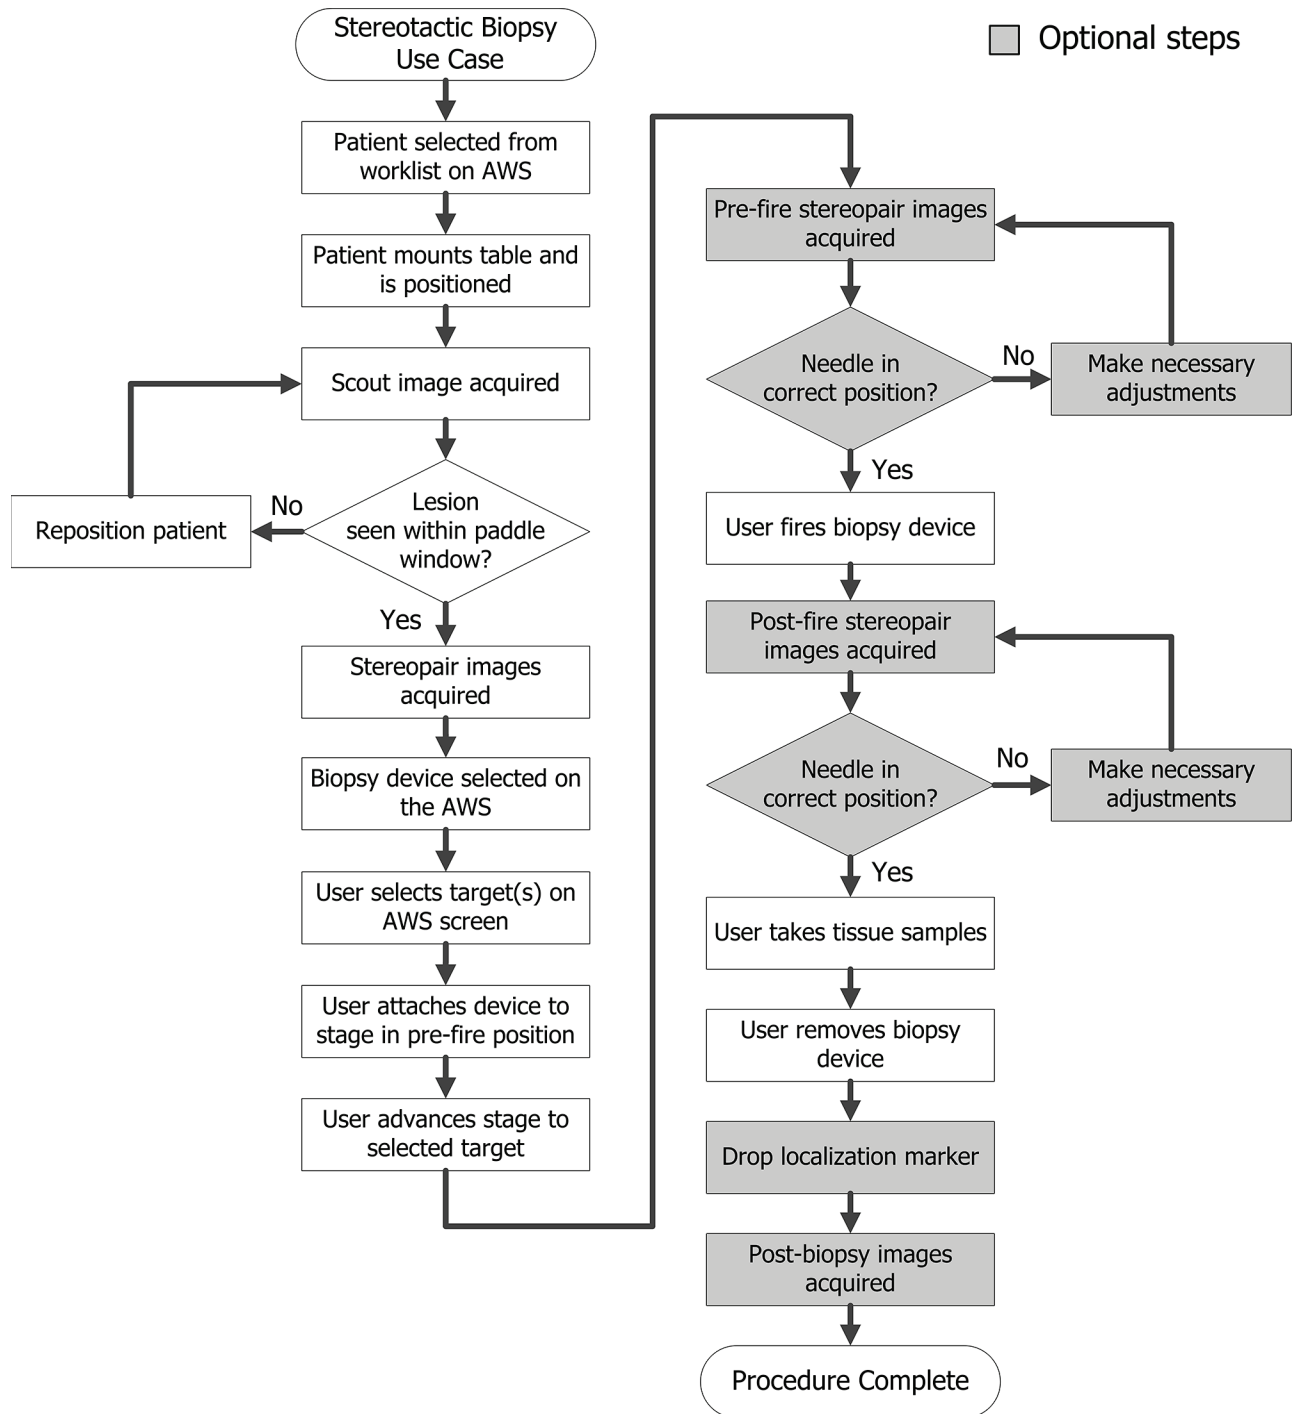 Stereotactic Biopsy
Use Case
Optional steps
Patient selected from
worklist on AWS
Patient mounts table and
is positioned
Scout image acquired
Lesion
seen within paddle
window?
No
Reposition patient
Yes
Stereopair images
acquired
Biopsy device selected on
the AWS
User selects target(s) on
AWS screen
User attaches device to
stage in pre-fire position
User advances stage to
selected target
Pre-fire stereopair images
acquired
Needle in
correct position?
No
Make necessary
adjustments
Yes
User fires biopsy device
Post-fire stereopair
images acquired
Needle in
correct position?
No
Make necessary
adjustments
Yes
User takes tissue samples
User removes biopsy
device
Drop localization marker
Post-biopsy images
acquired
Procedure Complete